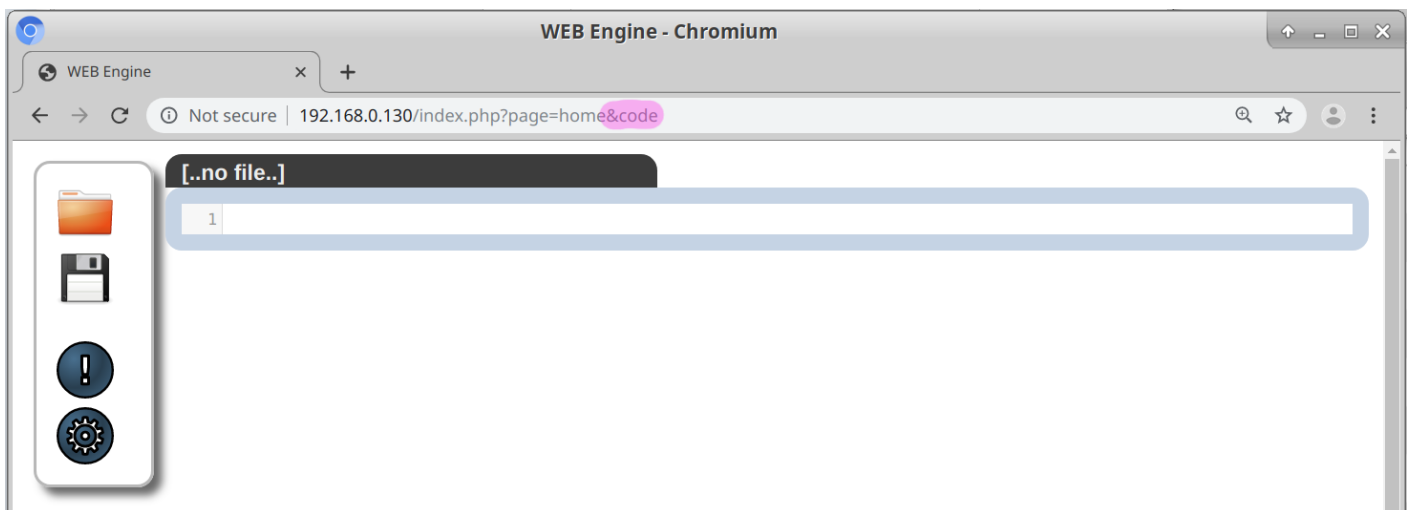 WEB Engine - Chromium
WEB Engine
Not secure 192.168.0.130/index.php?page=home&code
[..no file..]
1